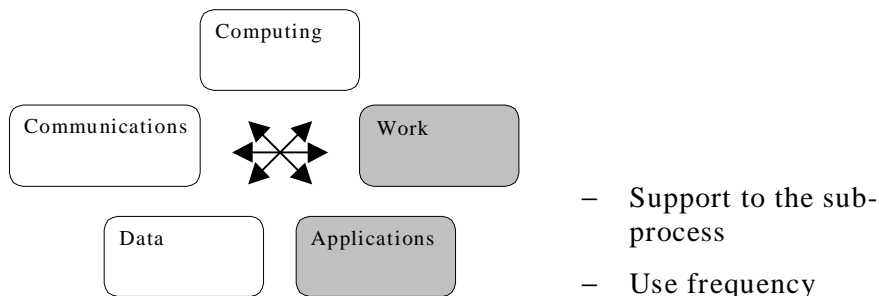 Computing
Communications
Work
Data
Applications
– Support to the sub-
process
– Use frequency